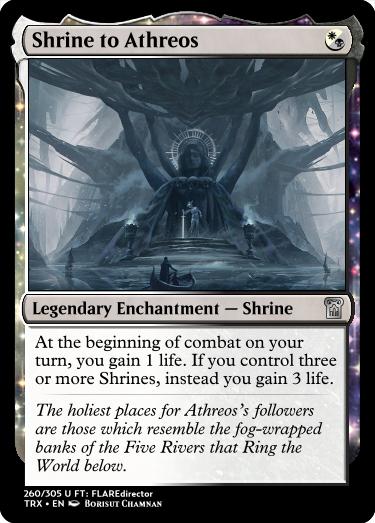 Shrine to Athreos
Legendary Enchantment — Shrine
At the beginning of combat on your
turn, you gain 1 life. If you control three
or more Shrines, instead you gain 3 life.
The holiest places for Athreos's followers
are those which resemble the fog-wrapped
banks of the Five Rivers that Ring the
World below.
260/305 U FT: FLAREdirector
TRX • EN Borisut Chamnan